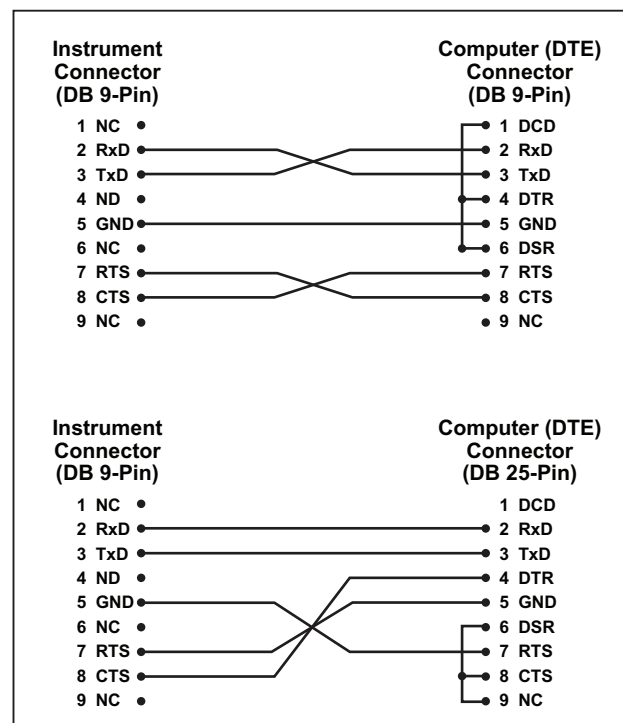 Instrument
Connector
(DB 9-Pin)
1 NC
2 RxD
3 TxD
4 ND
5 GND
6 NC
7 RTS
8 CTS
9 NC
Computer (DTE)
Connector
(DB 9-Pin)
1 DCD
2 RxD
3 TxD
4 DTR
5 GND
6 DSR
7 RTS
8 CTS
9 NC
Instrument
Connector
(DB 9-Pin)
1 NC
2 RxD
3 TxD
4 ND
5 GND
6 NC
7 RTS
8 CTS
9 NC
Computer (DTE)
Connector
(DB 25-Pin)
1 DCD
2 RxD
3 TxD
4 DTR
5 GND
6 DSR
7 RTS
8 CTS
9 NC